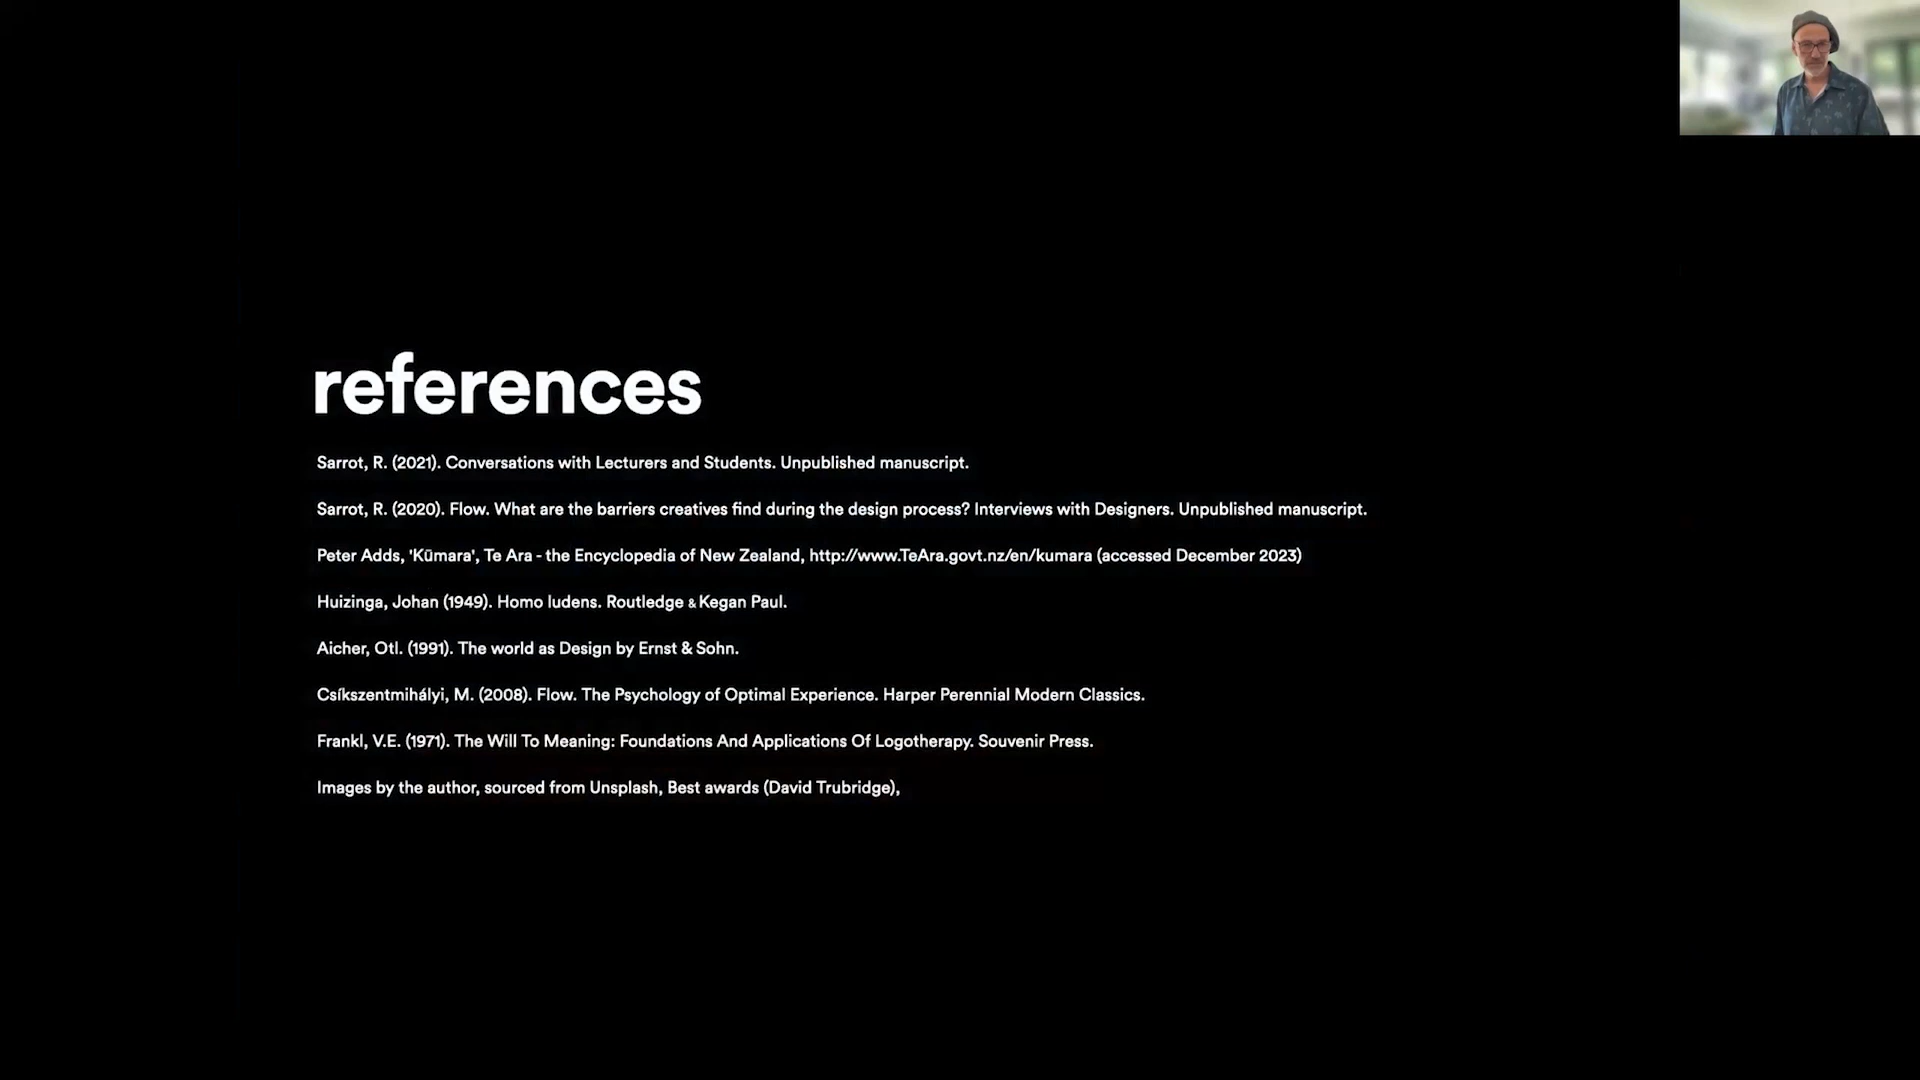 references
Sarrot, R. (2021). Conversations with Lecturers and Students. Unpublished manuscript.
Sarrot, R. (2020). Flow. What are the barriers creatives find during the design process? Interviews with Designers. Unpublished manuscript.
Peter Adds, 'Kūmara', Te Ara - the Encyclopedia of New Zealand, http://www.TeAra.govt.nz/en/kumara (accessed December 2023)
Huizinga, Johan (1949). Homo ludens. Routledge & Kegan Paul.
Aicher, Otl. (1991). The world as Design by Ernst & Sohn.
Csíkszentmihályi, M. (2008). Flow. The Psychology of Optimal Experience. Harper Perennial Modern Classics.
Frankl, V.E. (1971). The Will To Meaning: Foundations And Applications Of Logotherapy. Souvenir Press.
Images by the author, sourced from Unsplash, Best awards (David Trubridge),